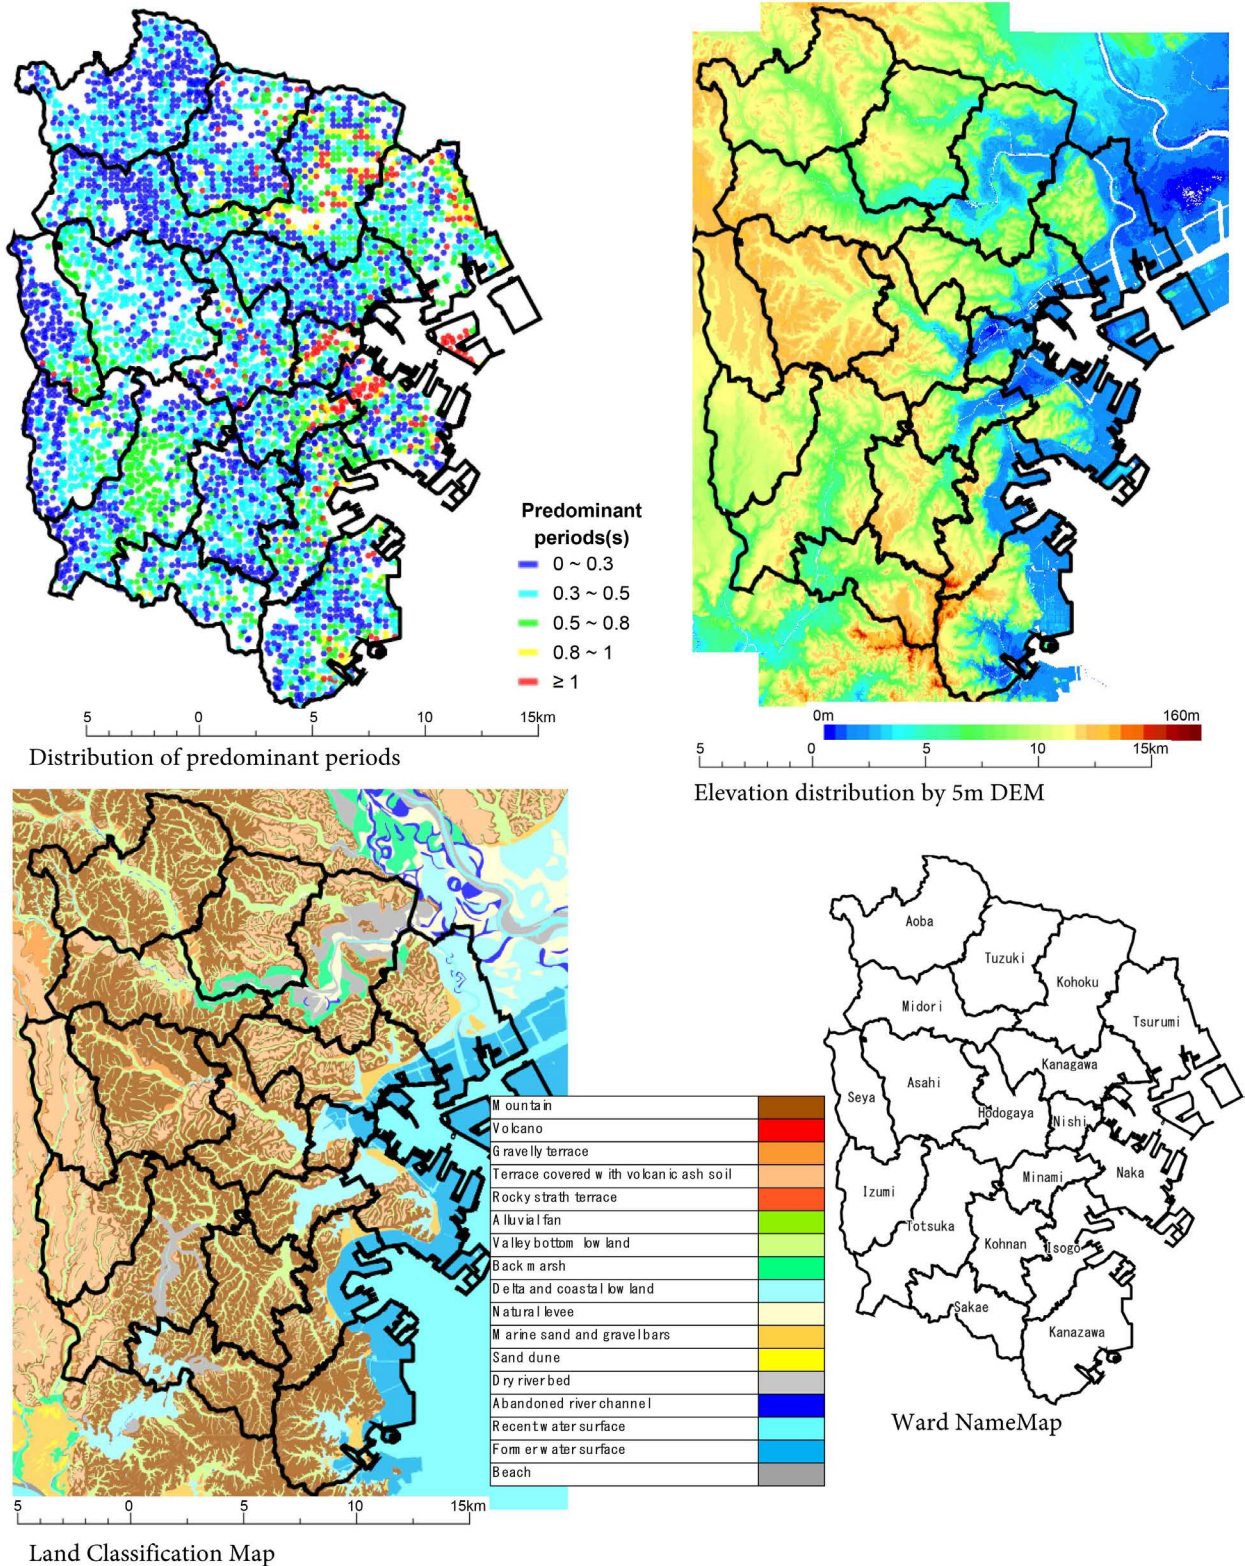 Predominant
periods(s)
0 ~ 0.3
0.3 ~ 0.5
0.5 ~ 0.8
0.8 ~ 1
≥ 1
5 0 5 10 15km
Distribution of predominant periods
0m 160m
5 0 5 10 15km
Elevation distribution by 5m DEM
Mountain
Volcano
Gravelly terrace
Terrace covered with volcanic ash soil
Rocky strath terrace
Alluvial fan
Valley bottom low land
Back marsh
Delta and coastal low land
Natural levee
Marine sand and gravel bars
Sand dune
Dry river bed
Abandoned river channel
Recent water surface
Former water surface
Beach
5 0 5 10 15km
Land Classification Map
Aoba
Tuzuki
Kohoku
Midori
Tsurumi
Kanagawa
Asahi
Seya
Hodogaya
Nishi
Minami
Naka
Izumi
Totsuka
Kohnan
Isogo
Sakae
Kanazawa
Ward NameMap